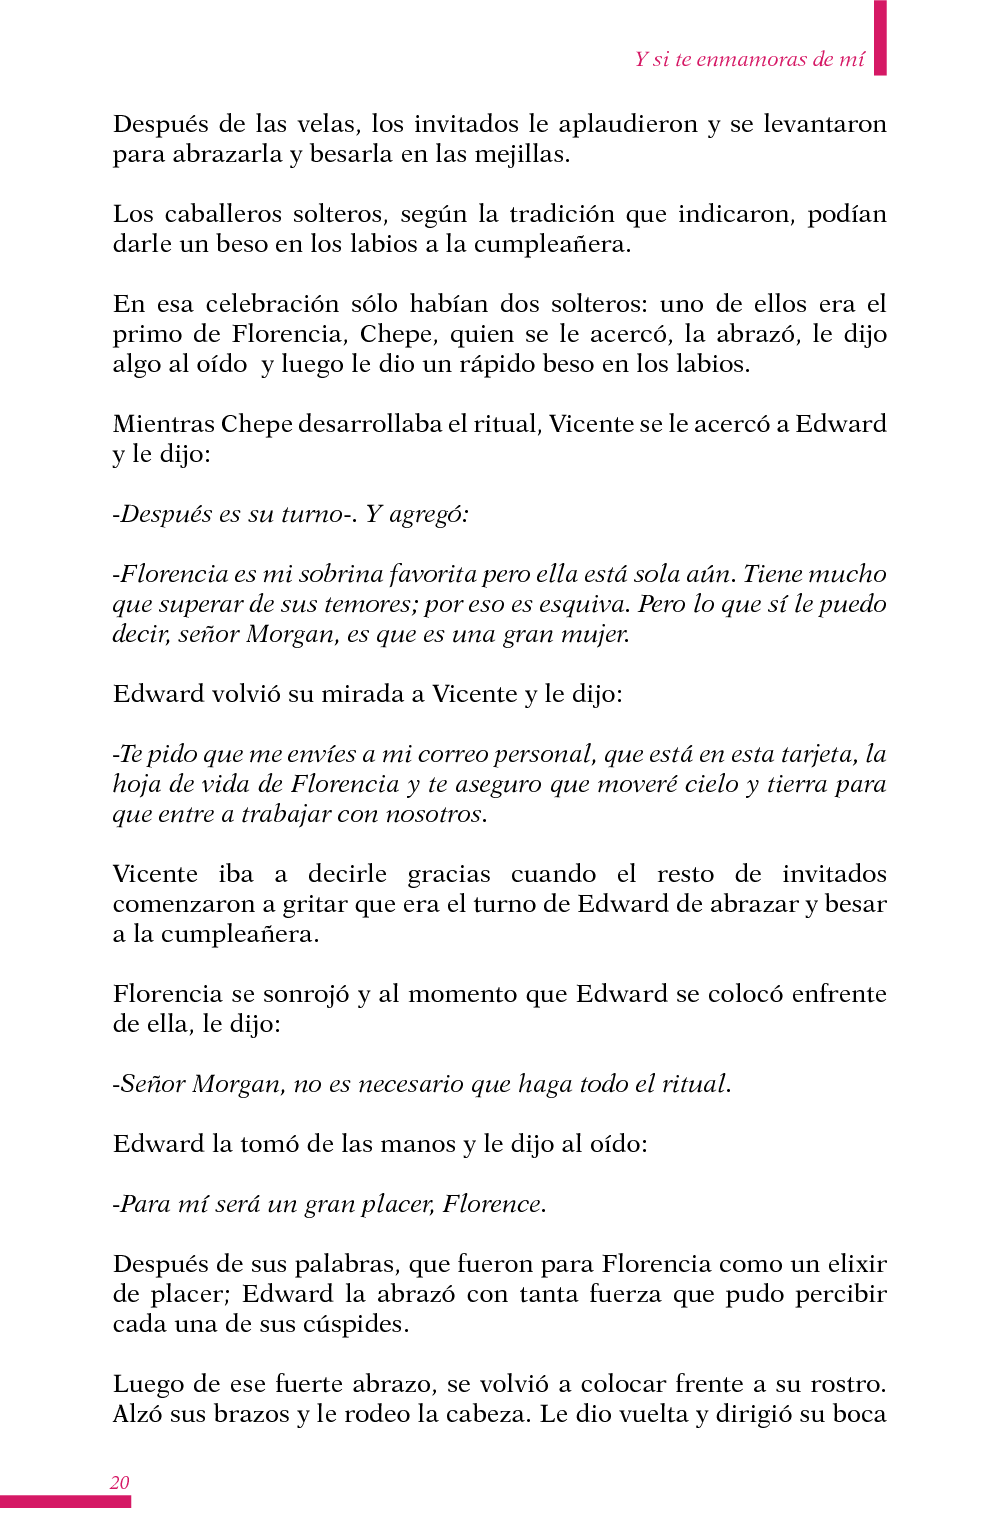 Y si te enmamoras de mí
Después de las velas, los invitados le aplaudieron y se levantaron
para abrazarla y besarla en las mejillas.
Los caballeros solteros, según la tradición que indicaron, podían
darle un beso en los labios a la cumpleañera.
En esa celebración sólo habían dos solteros: uno de ellos era el
primo de Florencia, Chepe, quien se le acercó, la abrazó, le dijo
algo al oído  y luego le dio un rápido beso en los labios.
Mientras Chepe desarrollaba el ritual, Vicente se le acercó a Edward
y le dijo:
-Después es su turno-. Y agregó:
-Florencia es mi sobrina favorita pero ella está sola aún. Tiene mucho
que superar de sus temores; por eso es esquiva. Pero lo que sí le puedo
decir, señor Morgan, es que es una gran mujer.
Edward volvió su mirada a Vicente y le dijo:
-Te pido que me envíes a mi correo personal, que está en esta tarjeta, la
hoja de vida de Florencia y te aseguro que moveré cielo y tierra para
que entre a trabajar con nosotros.
Vicente iba a decirle gracias cuando el resto de invitados
comenzaron a gritar que era el turno de Edward de abrazar y besar
a la cumpleañera.
Florencia se sonrojó y al momento que Edward se colocó enfrente
de ella, le dijo:
-Señor Morgan, no es necesario que haga todo el ritual.
Edward la tomó de las manos y le dijo al oído:
-Para mí será un gran placer, Florence.
Después de sus palabras, que fueron para Florencia como un elixir
de placer; Edward la abrazó con tanta fuerza que pudo percibir
cada una de sus cúspides.
Luego de ese fuerte abrazo, se volvió a colocar frente a su rostro.
Alzó sus brazos y le rodeo la cabeza. Le dio vuelta y dirigió su boca
20